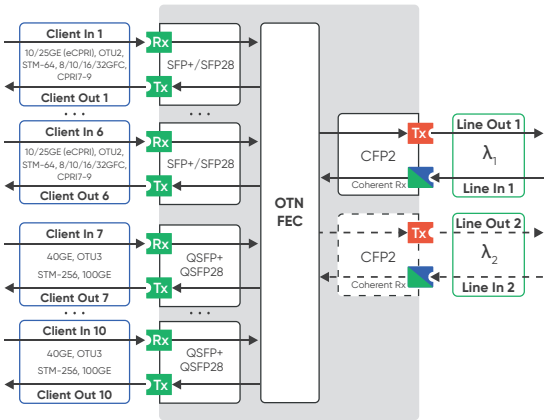 Client In 1
10/25GE (eCPRI), OTU2,
STM-64, 8/10/16/32GFC,
CPRI7-9
Client Out 1
Rx
Tx
SFP+/SFP28
...
...
Client In 6
10/25GE (eCPRI), OTU2,
STM-64, 8/10/16/32GFC,
CPRI7-9
Client Out 6
Rx
Tx
SFP+/SFP28
Client In 7
40GE, OTU3
STM-256, 100GE
Client Out 7
Rx
Tx
QSFP+
QSFP28
...
...
Client In 10
40GE, OTU3
STM-256, 100GE
Client Out 10
Rx
Tx
QSFP+
QSFP28
OTN
FEC
CFP2
Coherent Rx
Tx
Line Out 1
λ1
Line In 1
CFP2
Coherent Rx
Tx
Line Out 2
λ2
Line In 2